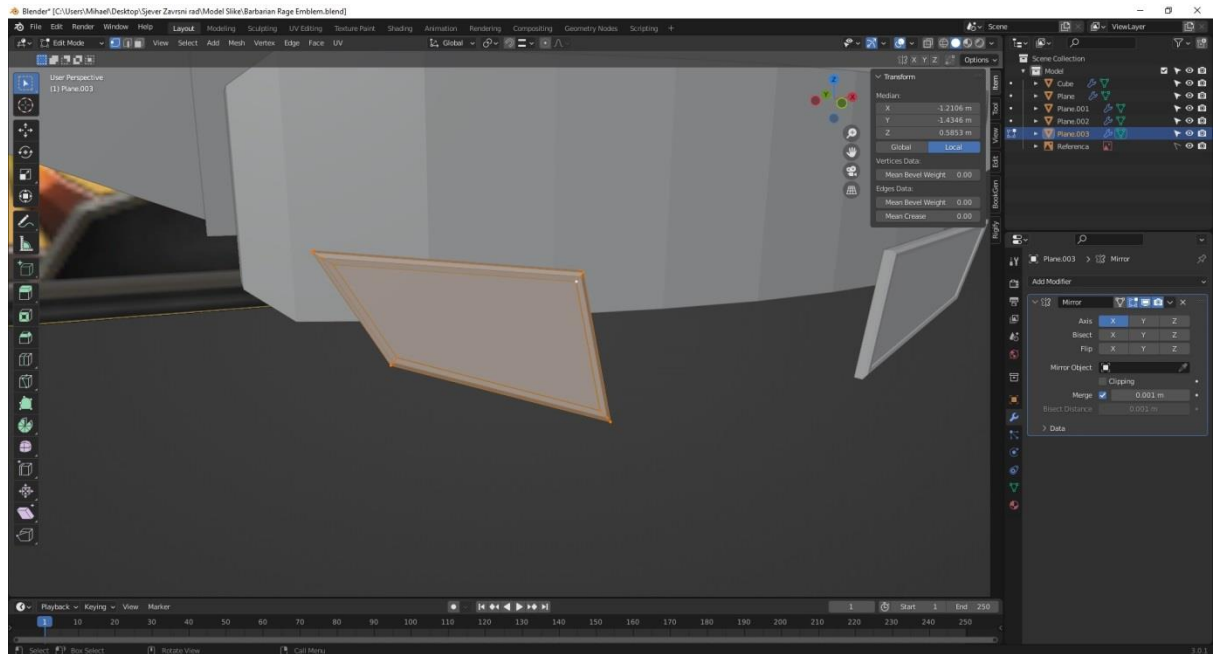 Blender* [C:\Users\Mihael\Desktop\Sjever Zavrsni rad\Model Slike\Barbarian Rage Emblem.blend]
File Edit Render Window Help Layout Modeling Sculpting UV Editing Texture Paint Shading Animation Rendering Compositing Geometry Nodes Scripting + Scene ViewLayer
Edit Mode View Select Add Mesh Vertex Edge Face UV Global
X Y Z Options
User Perspective
(1) Plane.003
Transform
Median:
X -1.2106 m
Y -1.4346 m
Z 0.5853 m
Global Local
Vertices Data:
Mean Bevel Weight 0.00
Edges Data:
Mean Bevel Weight 0.00
Mean Crease 0.00
Item
Tool
View
Edit
BookGen
Rigify
Scene Collection
Model
Cube
Plane
Plane.001
Plane.002
Plane.003
Referenca
Plane.003 > Mirror
Add Modifier
Mirror
Axis X Y Z
Bisect X Y Z
Flip X Y Z
Mirror Object
Clipping
Merge 0.001 m
Bisect Distance 0.001 m
Data
Playback Keying View Marker 1 Start 1 End 250
1 10 20 30 40 50 60 70 80 90 100 110 120 130 140 150 160 170 180 190 200 210 220 230 240 250
Select Box Select Rotate View Call Menu 3.0.1